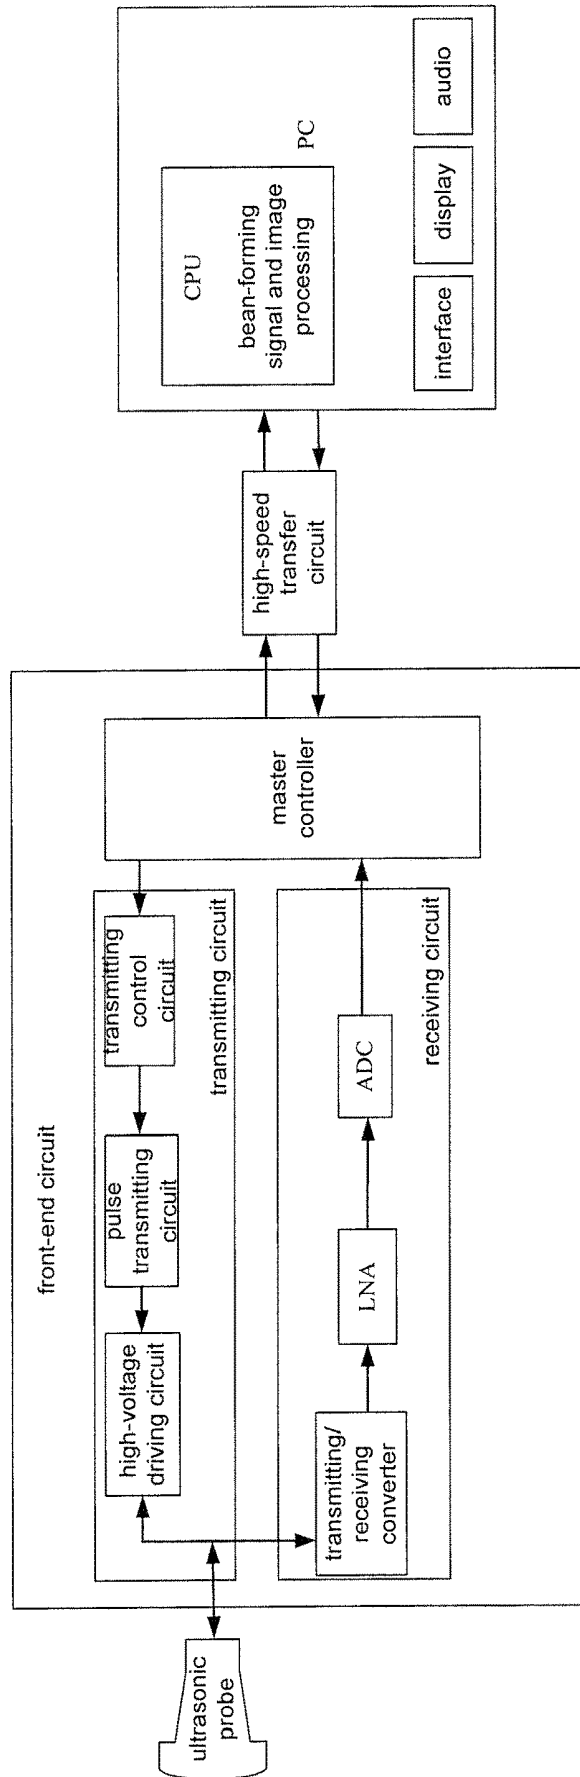 front-end circuit
ultrasonic
probe
high-voltage
driving circuit
pulse
transmitting
circuit
transmitting
control
circuit
transmitting circuit
transmitting/
receiving
converter
LNA
ADC
receiving circuit
master
controller
high-speed
transfer
circuit
CPU
bean-forming
signal and image
processing
PC
interface
display
audio